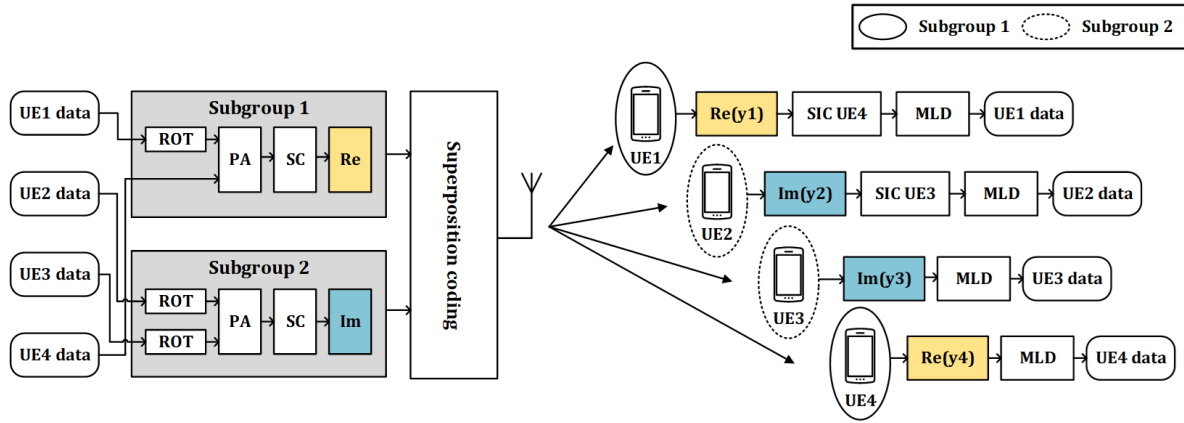 Subgroup 1
Subgroup 2
UE1 data
UE2 data
UE3 data
UE4 data
Subgroup 1
ROT
PA
SC
Re
Subgroup 2
ROT
ROT
PA
SC
Im
Superposition coding
UE1
Re(y1)
SIC UE4
MLD
UE1 data
UE2
Im(y2)
SIC UE3
MLD
UE2 data
UE3
Im(y3)
MLD
UE3 data
UE4
Re(y4)
MLD
UE4 data